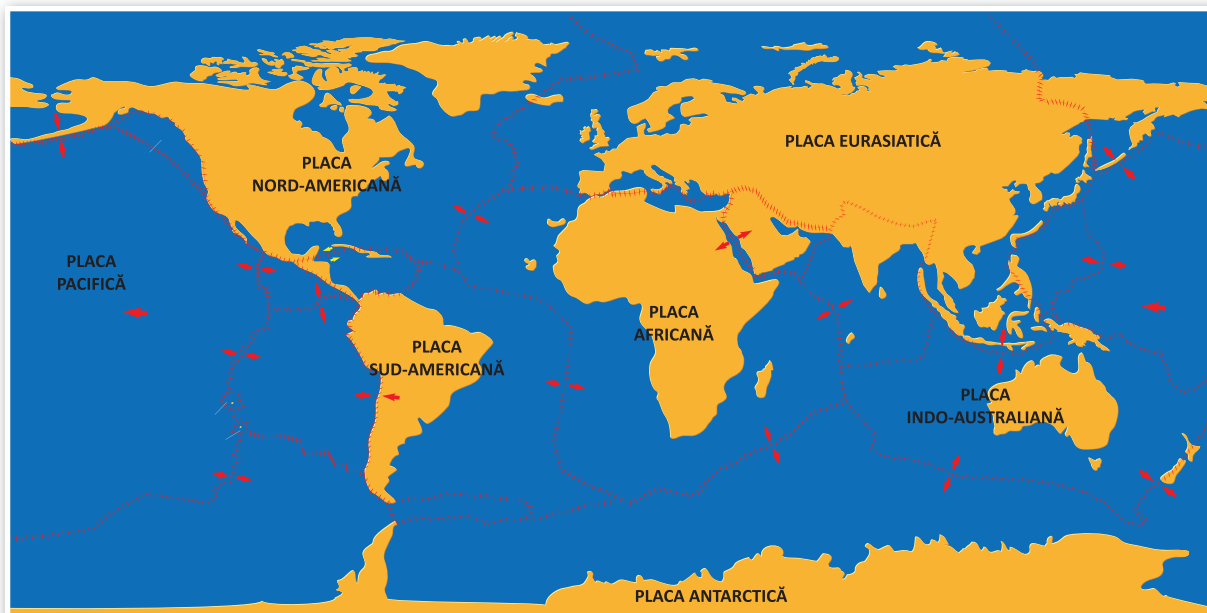 PLACA EURASIATICĂ
PLACA
NORD-AMERICANĂ
PLACA
PACIFICĂ
PLACA
AFRICANĂ
PLACA
SUD-AMERICANĂ
PLACA
INDO-AUSTRALIANĂ
PLACA ANTARCTICĂ